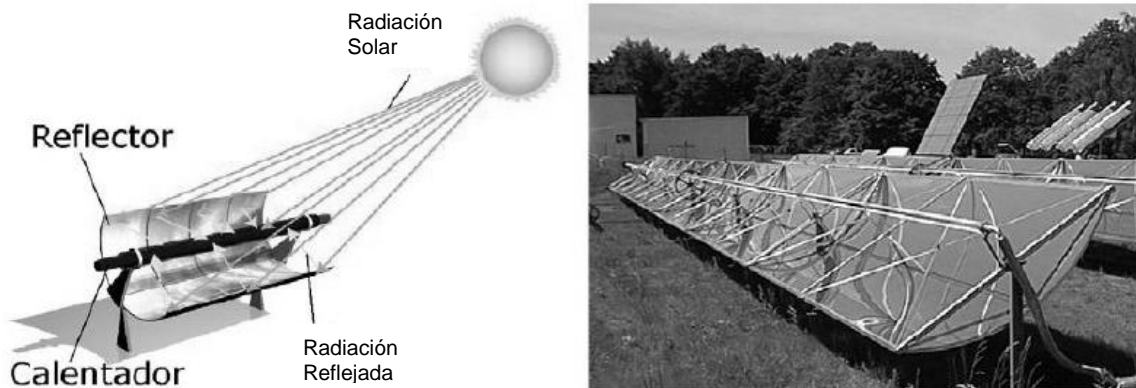 Radiación
Solar
Reflector
Calentador
Radiación
Reflejada